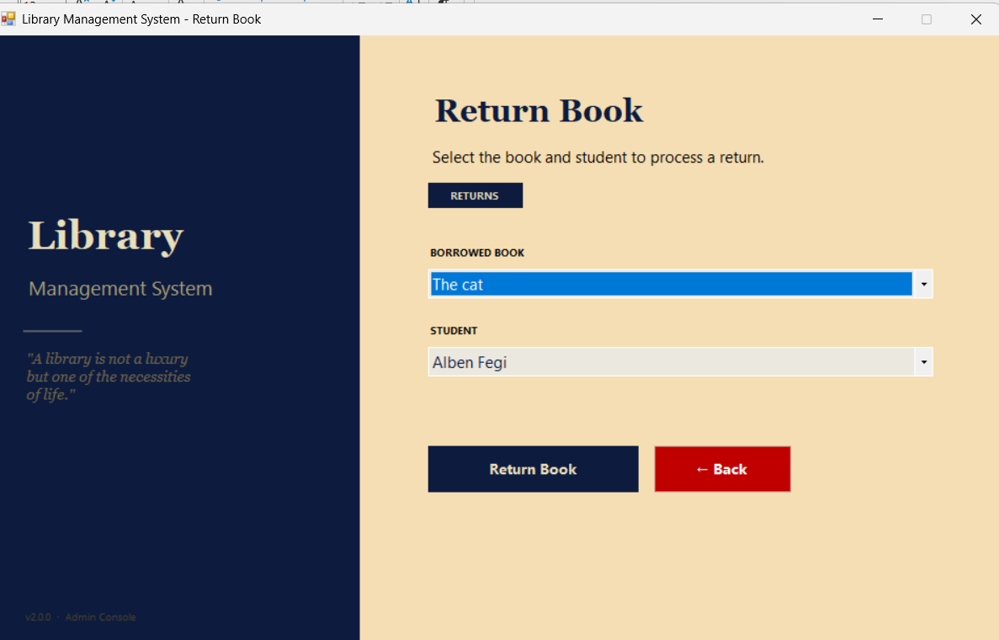 Library Management System - Return Book
Library
Management System
"A library is not a luxury
but one of the necessities
of life."
v2.0.0 · Admin Console
Return Book
Select the book and student to process a return.
RETURNS
BORROWED BOOK
The cat
STUDENT
Alben Fegi
Return Book
← Back